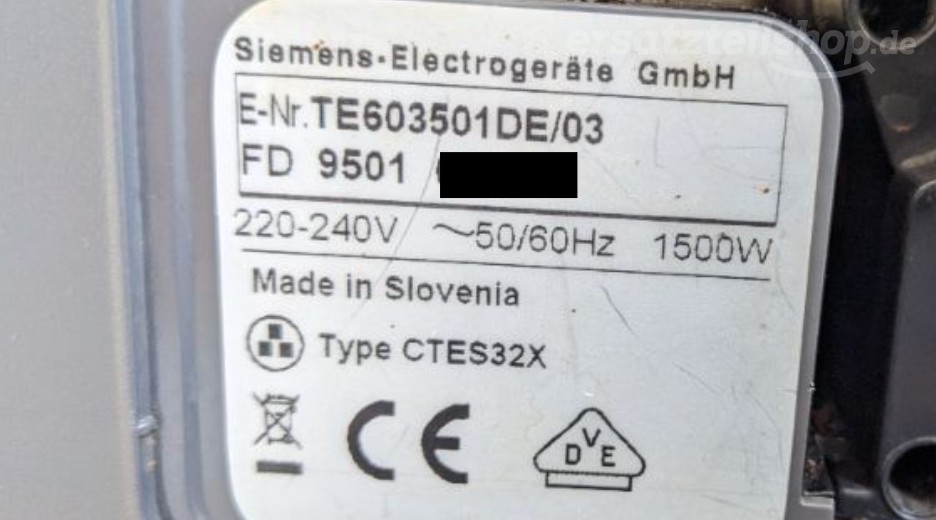 ersatzteilshop.de
Siemens-Electrogeräte GmbH
E-Nr. TE603501DE/03
FD 9501
220-240V ~50/60Hz 1500W
Made in Slovenia
Type CTES32X
CE
DVE